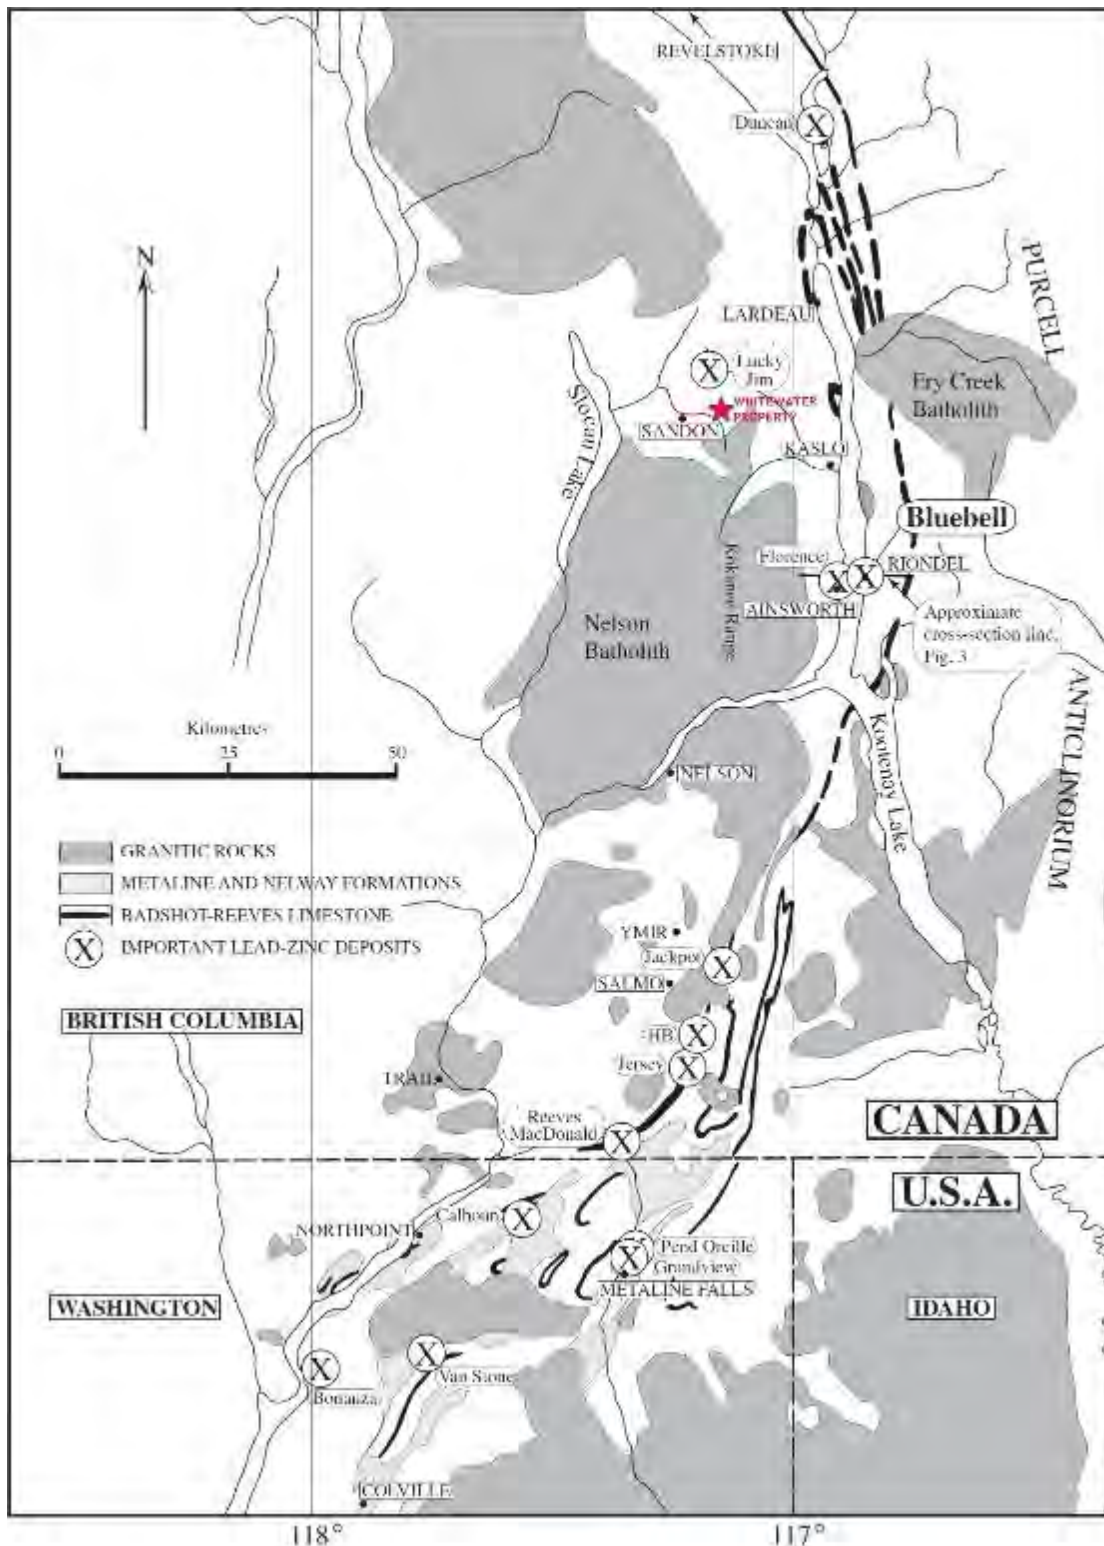 REVELSTOKE
Duncan
N
PURCELL
LARDEAU
Lucky
Jim
Fry Creek
Batholith
WHITEWATER
PROPERTY
SANDON
Slocan Lake
KASLO
Bluebell
Florence
RIONDEL
AINSWORTH
Kokanee Range
Nelson
Batholith
Approximate
cross-section line,
Fig. 3
ANTICLINORIUM
Kilometres
0 25 50
NELSON
Kootenay Lake
GRANITIC ROCKS
METALINE AND NELWAY FORMATIONS
BADSHOT-REEVES LIMESTONE
X IMPORTANT LEAD-ZINC DEPOSITS
YMIR
Jackpot
SALMO
BRITISH COLUMBIA
HB
Jersey
TRAIL
Reeves
MacDonald
CANADA
U.S.A.
Calhoun
NORTHPOINT
Pend Oreille
Grandview
METALINE FALLS
WASHINGTON
IDAHO
Van Stone
Bonanza
COLVILLE
118° 117°